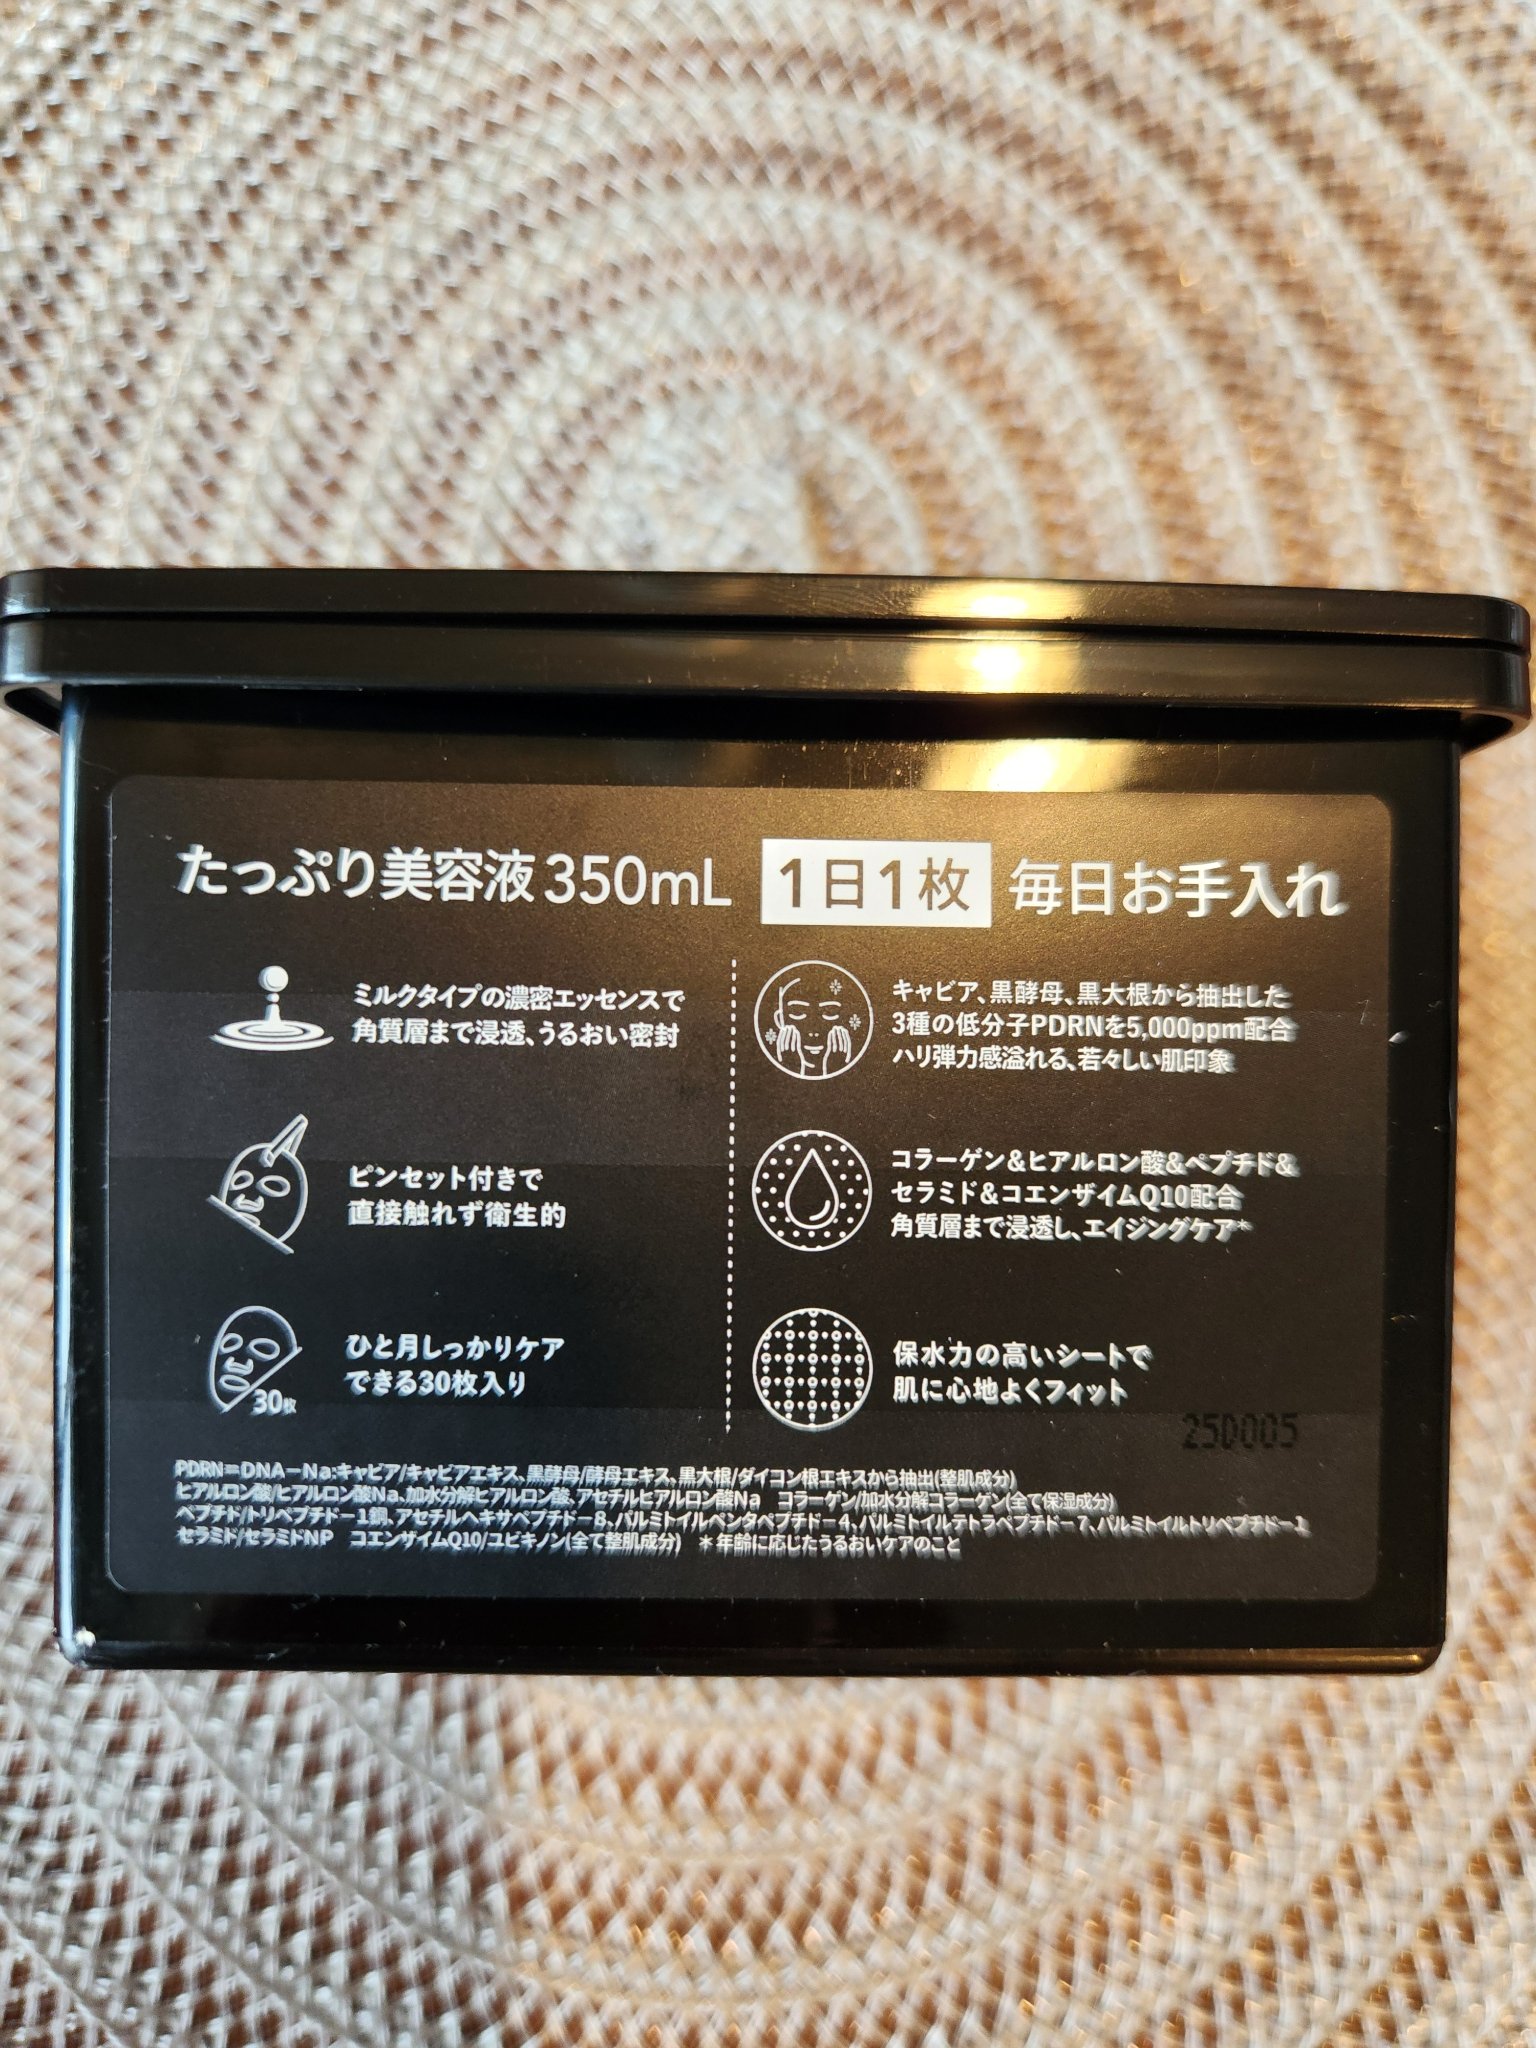 たっぷり美容液350mL 1日1枚 毎日お手入れ
ミルクタイプの濃密エッセンスで
角質層まで浸透、うるおい密封
ピンセット付きで
直接触れず衛生的
30枚
ひと月しっかりケア
できる30枚入り
キャビア、黒酵母、黒大根から抽出した
3種の低分子PDRNを5,000ppm配合
ハリ弾力感溢れる、若々しい肌印象
コラーゲン&ヒアルロン酸&ペプチド&
セラミド&コエンザイムQ10配合
角質層まで浸透し、エイジングケア*
保水力の高いシートで
肌に心地よくフィット
25D005
PDRN=DNA-Na:キャビア/キャビアエキス、黒酵母/酵母エキス、黒大根/ダイコン根エキスから抽出(整肌成分)
ヒアルロン酸/ヒアルロン酸Na、加水分解ヒアルロン酸、アセチルヒアルロン酸Na　コラーゲン/加水分解コラーゲン(全て保湿成分)
ペプチド/トリペプチド-1銅、アセチルヘキサペプチド-8、パルミトイルペンタペプチド-4、パルミトイルテトラペプチド-7、パルミトイルトリペプチド-1
セラミド/セラミドNP　コエンザイムQ10/ユビキノン(全て整肌成分)　*年齢に応じたうるおいケアのこと